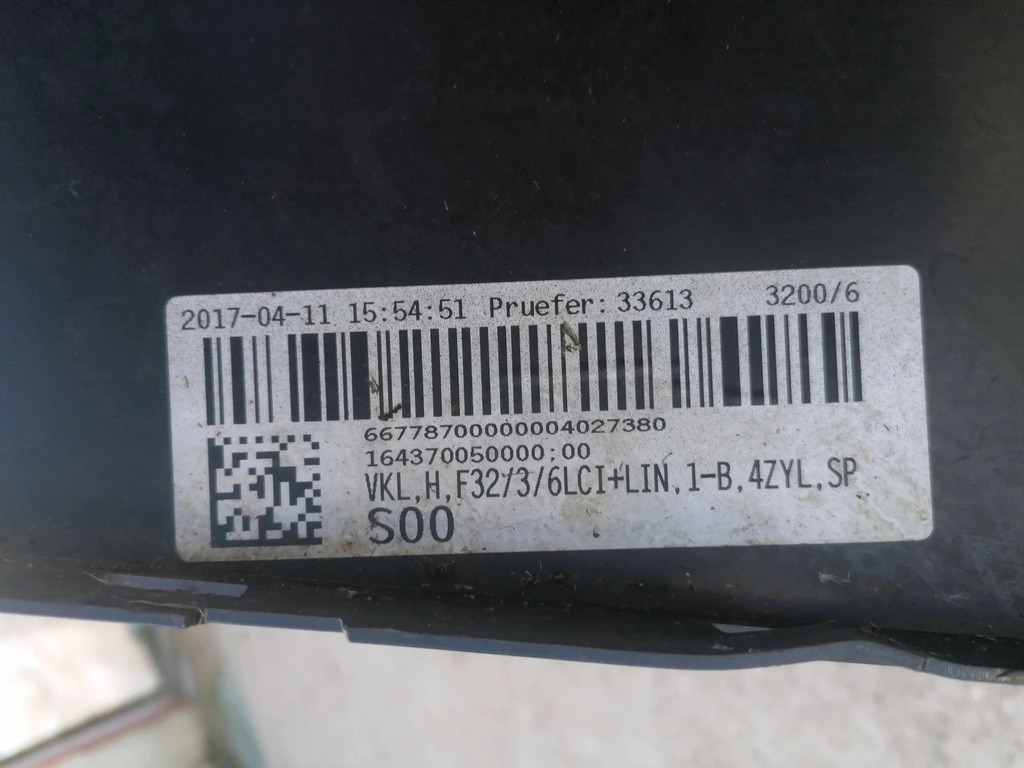 2017-04-11 15:54:51 Pruefer: 33613 3200/6
66778700000004027380
164370050000:00
VKL,H,F32/3/6LCI+LIN,1-B,4ZYL,SP
S00